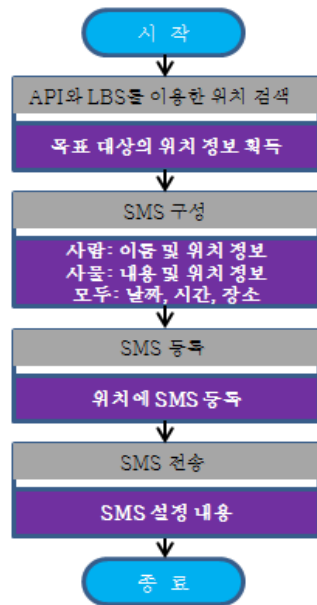 시 작
API와 LBS를 이용한 위치 검색
목표 대상의 위치 정보 획득
SMS 구성
사람: 이름 및 위치 정보
사물: 내용 및 위치 정보
모두: 날짜, 시간, 장소
SMS 등록
위치에 SMS 등록
SMS 전송
SMS 설정 내용
종 료